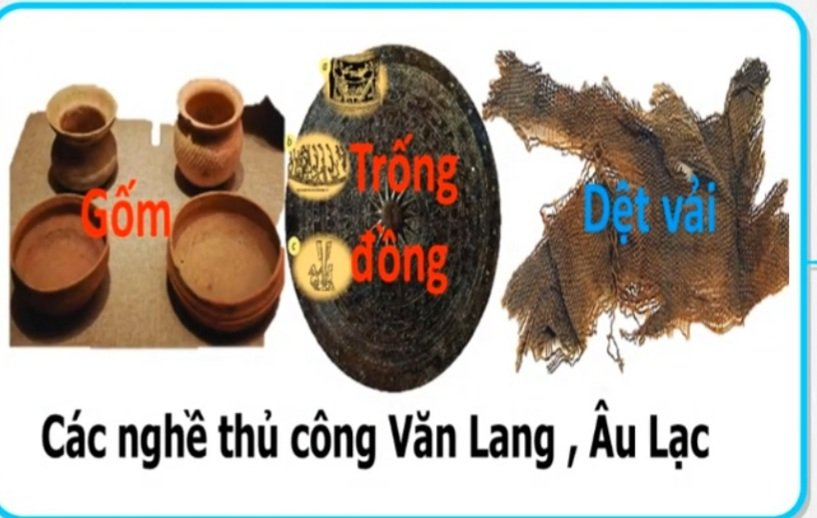 Gốm
Trống
đồng
Dệt vải
a
b
c
Các nghề thủ công Văn Lang , Âu Lạc